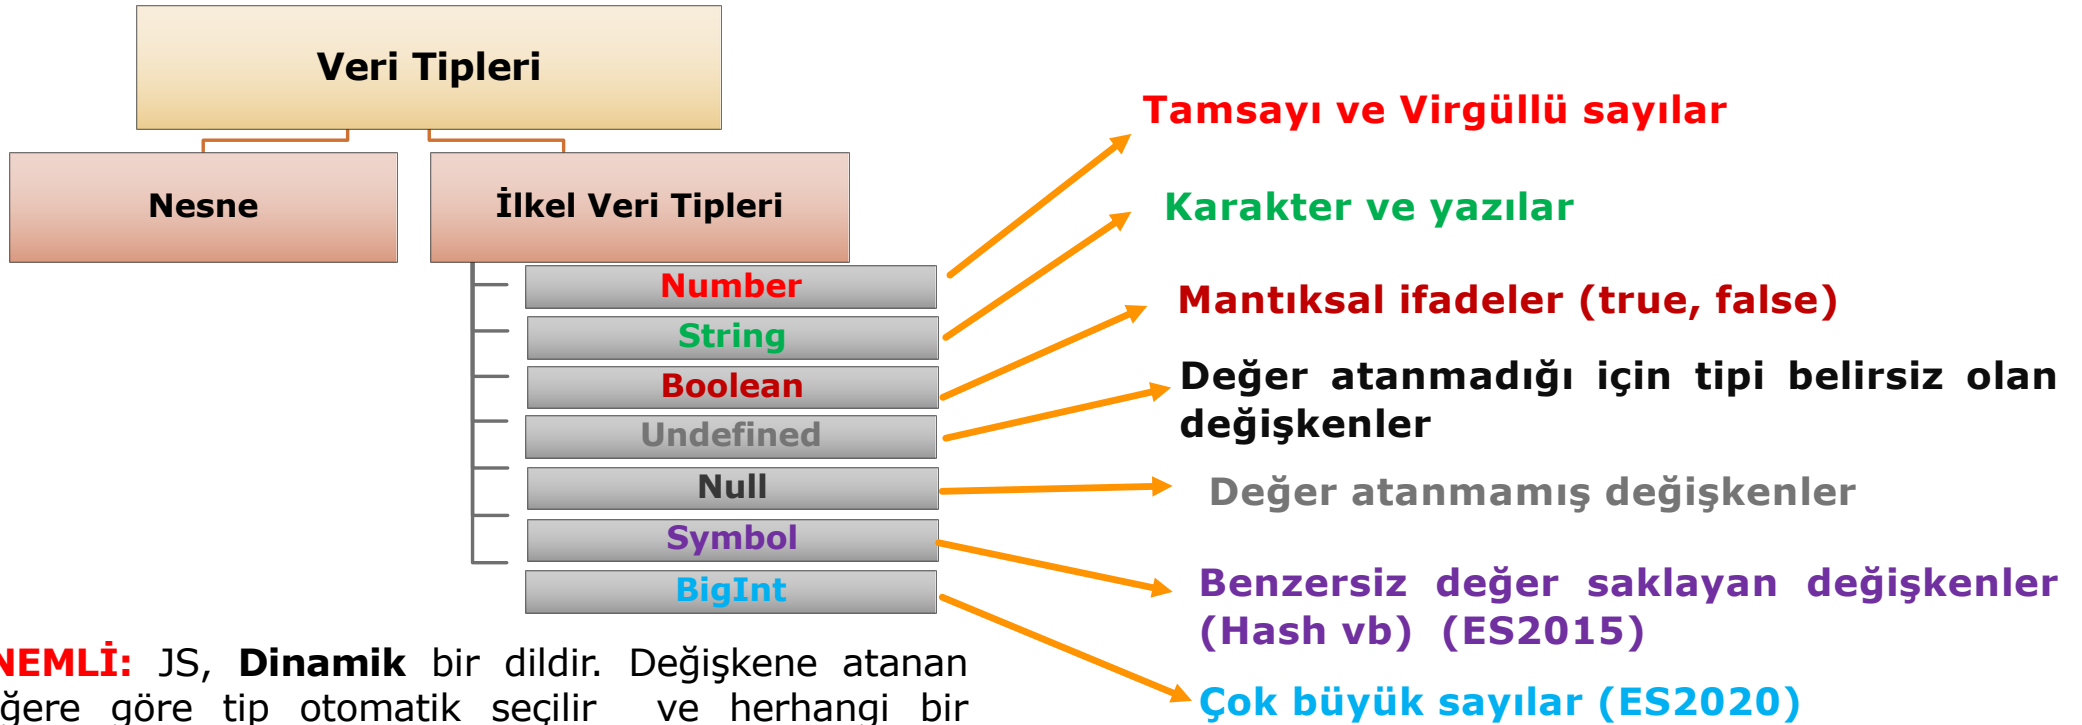 Veri Tipleri
Nesne
İlkel Veri Tipleri
Number
String
Boolean
Undefined
Null
Symbol
BigInt
Tamsayı ve Virgüllü sayılar
Karakter ve yazılar
Mantıksal ifadeler (true, false)
Değer atanmadığı için tipi belirsiz olan
değişkenler
Değer atanmamış değişkenler
Benzersiz değer saklayan değişkenler
(Hash vb) (ES2015)
Çok büyük sayılar (ES2020)
NEMLİ: JS, Dinamik bir dildir. Değişkene atanan
ğere göre tip otomatik seçilir ve herhangi bir